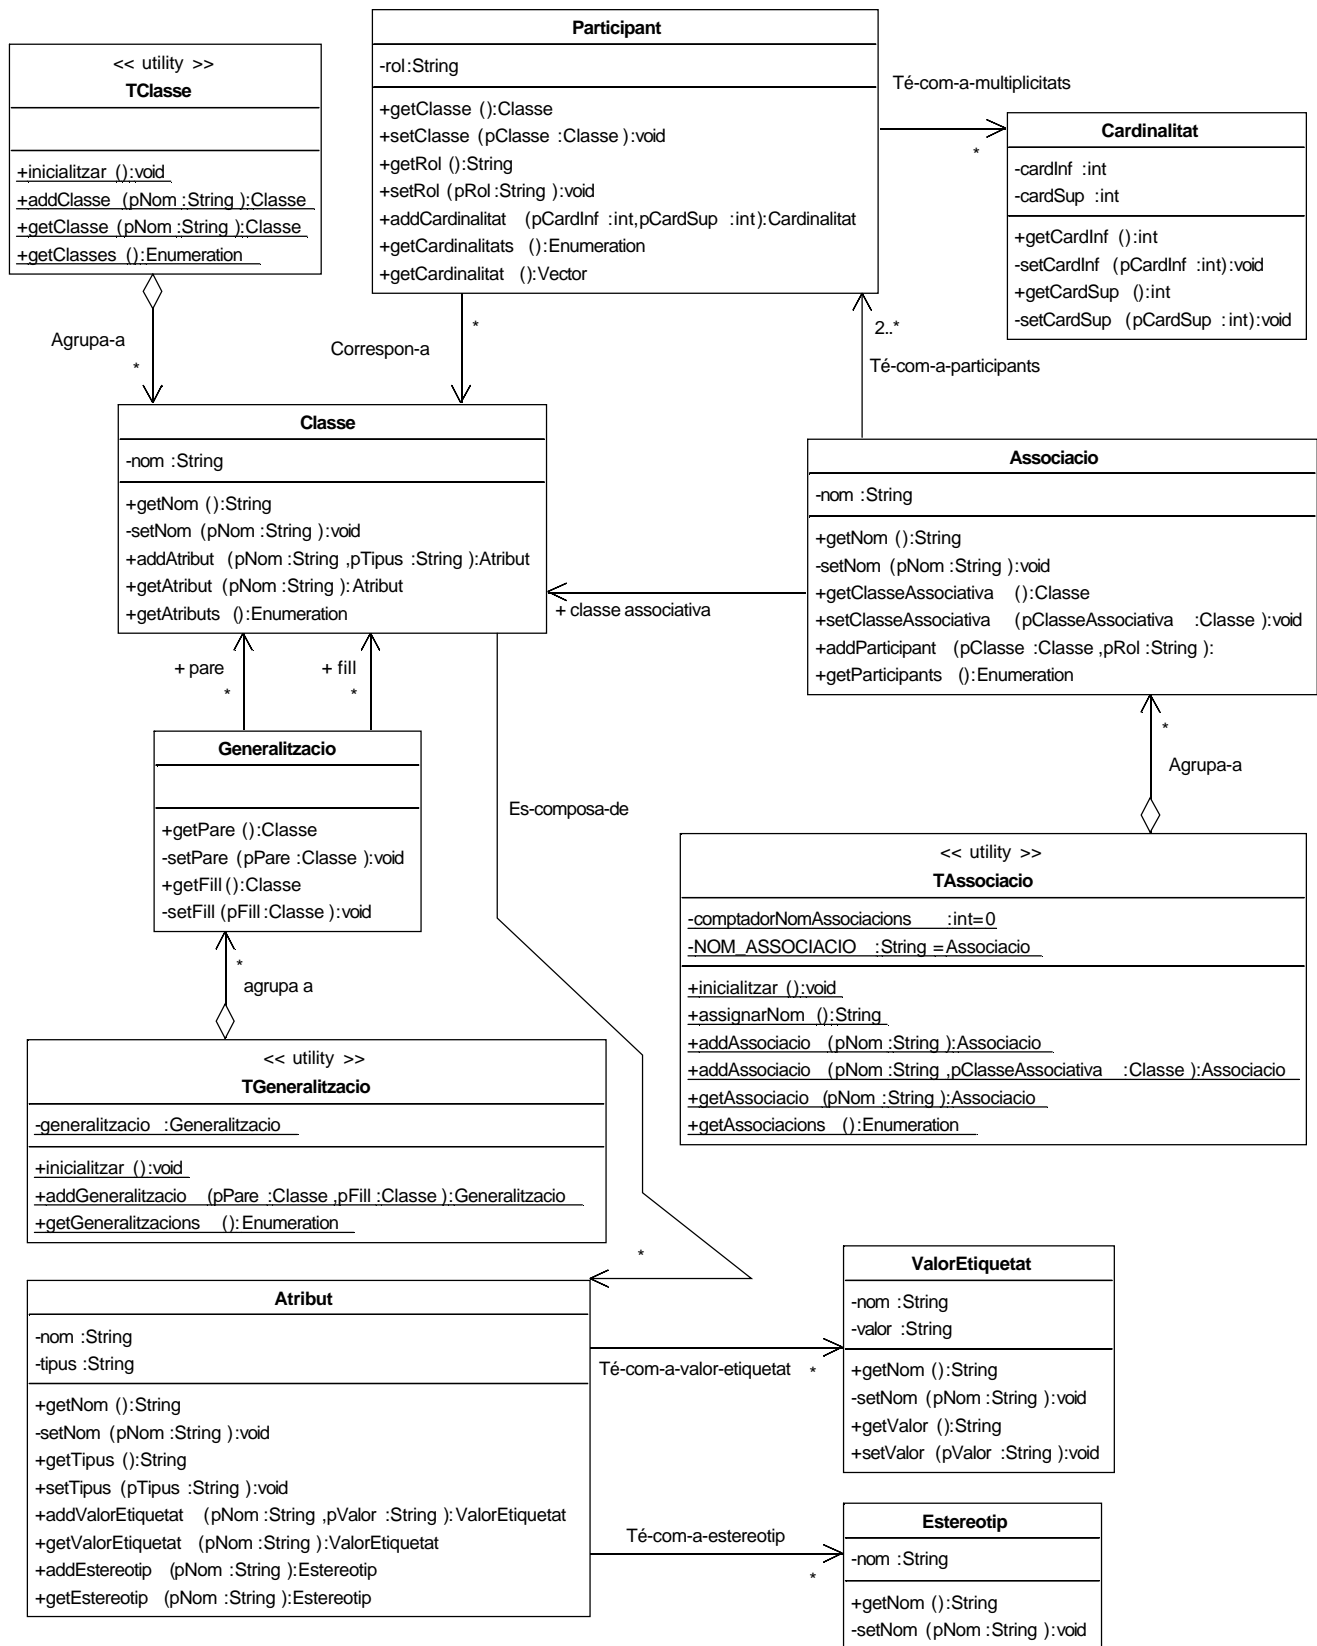 Participant
-rol:String
+getClasse ():Classe
+setClasse (pClasse :Classe ):void
+getRol ():String
+setRol (pRol :String ):void
+addCardinalitat (pCardInf :int,pCardSup :int):Cardinalitat
+getCardinalitats ():Enumeration
+getCardinalitat ():Vector
<< utility >>
TClasse
+inicialitzar ():void
+addClasse (pNom :String ):Classe
+getClasse (pNom :String ):Classe
+getClasses ():Enumeration
Té-com-a-multiplicitats
*
Cardinalitat
-cardInf :int
-cardSup :int
+getCardInf ():int
-setCardInf (pCardInf :int):void
+getCardSup ():int
-setCardSup (pCardSup :int):void
Agrupa-a
*
*
Correspon-a
2..*
Té-com-a-participants
Classe
-nom :String
+getNom ():String
-setNom (pNom :String ):void
+addAtribut (pNom :String ,pTipus :String ):Atribut
+getAtribut (pNom :String ):Atribut
+getAtributs ():Enumeration
Associacio
-nom :String
+getNom ():String
-setNom (pNom :String ):void
+getClasseAssociativa ():Classe
+setClasseAssociativa (pClasseAssociativa :Classe ):void
+addParticipant (pClasse :Classe ,pRol :String ):
+getParticipants ():Enumeration
+ classe associativa
+ pare
*
+ fill
*
Generalitzacio
+getPare ():Classe
-setPare (pPare :Classe ):void
+getFill ():Classe
-setFill (pFill :Classe ):void
Es-composa-de
*
Agrupa-a
*
agrupa a
<< utility >>
TAssociacio
-comptadorNomAssociacions :int=0
-NOM_ASSOCIACIO :String =Associacio
+inicialitzar ():void
+assignarNom ():String
+addAssociacio (pNom :String ):Associacio
+addAssociacio (pNom :String ,pClasseAssociativa :Classe ):Associacio
+getAssociacio (pNom :String ):Associacio
+getAssociacions ():Enumeration
<< utility >>
TGeneralitzacio
-generalitzacio :Generalitzacio
+inicialitzar ():void
+addGeneralitzacio (pPare :Classe ,pFill :Classe ):Generalitzacio
+getGeneralitzacions ():Enumeration
*
Atribut
-nom :String
-tipus :String
+getNom ():String
-setNom (pNom :String ):void
+getTipus ():String
+setTipus (pTipus :String ):void
+addValorEtiquetat (pNom :String ,pValor :String ):ValorEtiquetat
+getValorEtiquetat (pNom :String ):ValorEtiquetat
+addEstereotip (pNom :String ):Estereotip
+getEstereotip (pNom :String ):Estereotip
Té-com-a-valor-etiquetat *
ValorEtiquetat
-nom :String
-valor :String
+getNom ():String
-setNom (pNom :String ):void
+getValor ():String
+setValor (pValor :String ):void
Té-com-a-estereotip
*
Estereotip
-nom :String
+getNom ():String
-setNom (pNom :String ):void